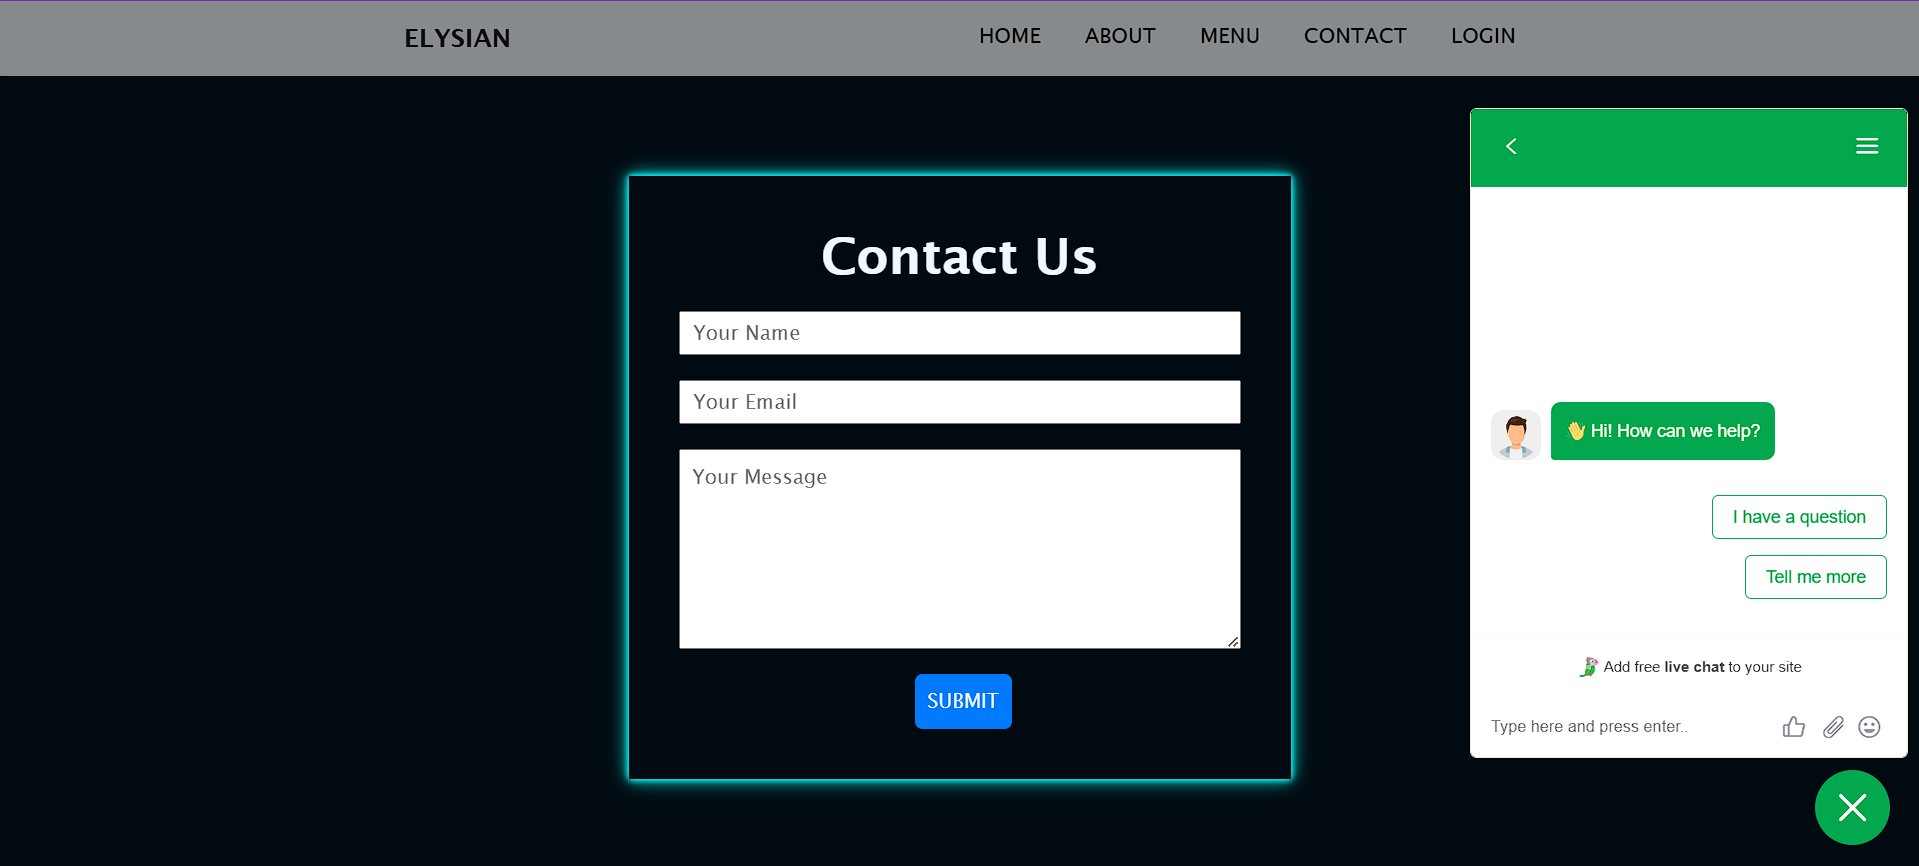 ELYSIAN
HOME ABOUT MENU CONTACT LOGIN
Contact Us
Your Name
Your Email
Your Message
SUBMIT
👋 Hi! How can we help?
I have a question
Tell me more
Add free live chat to your site
Type here and press enter..